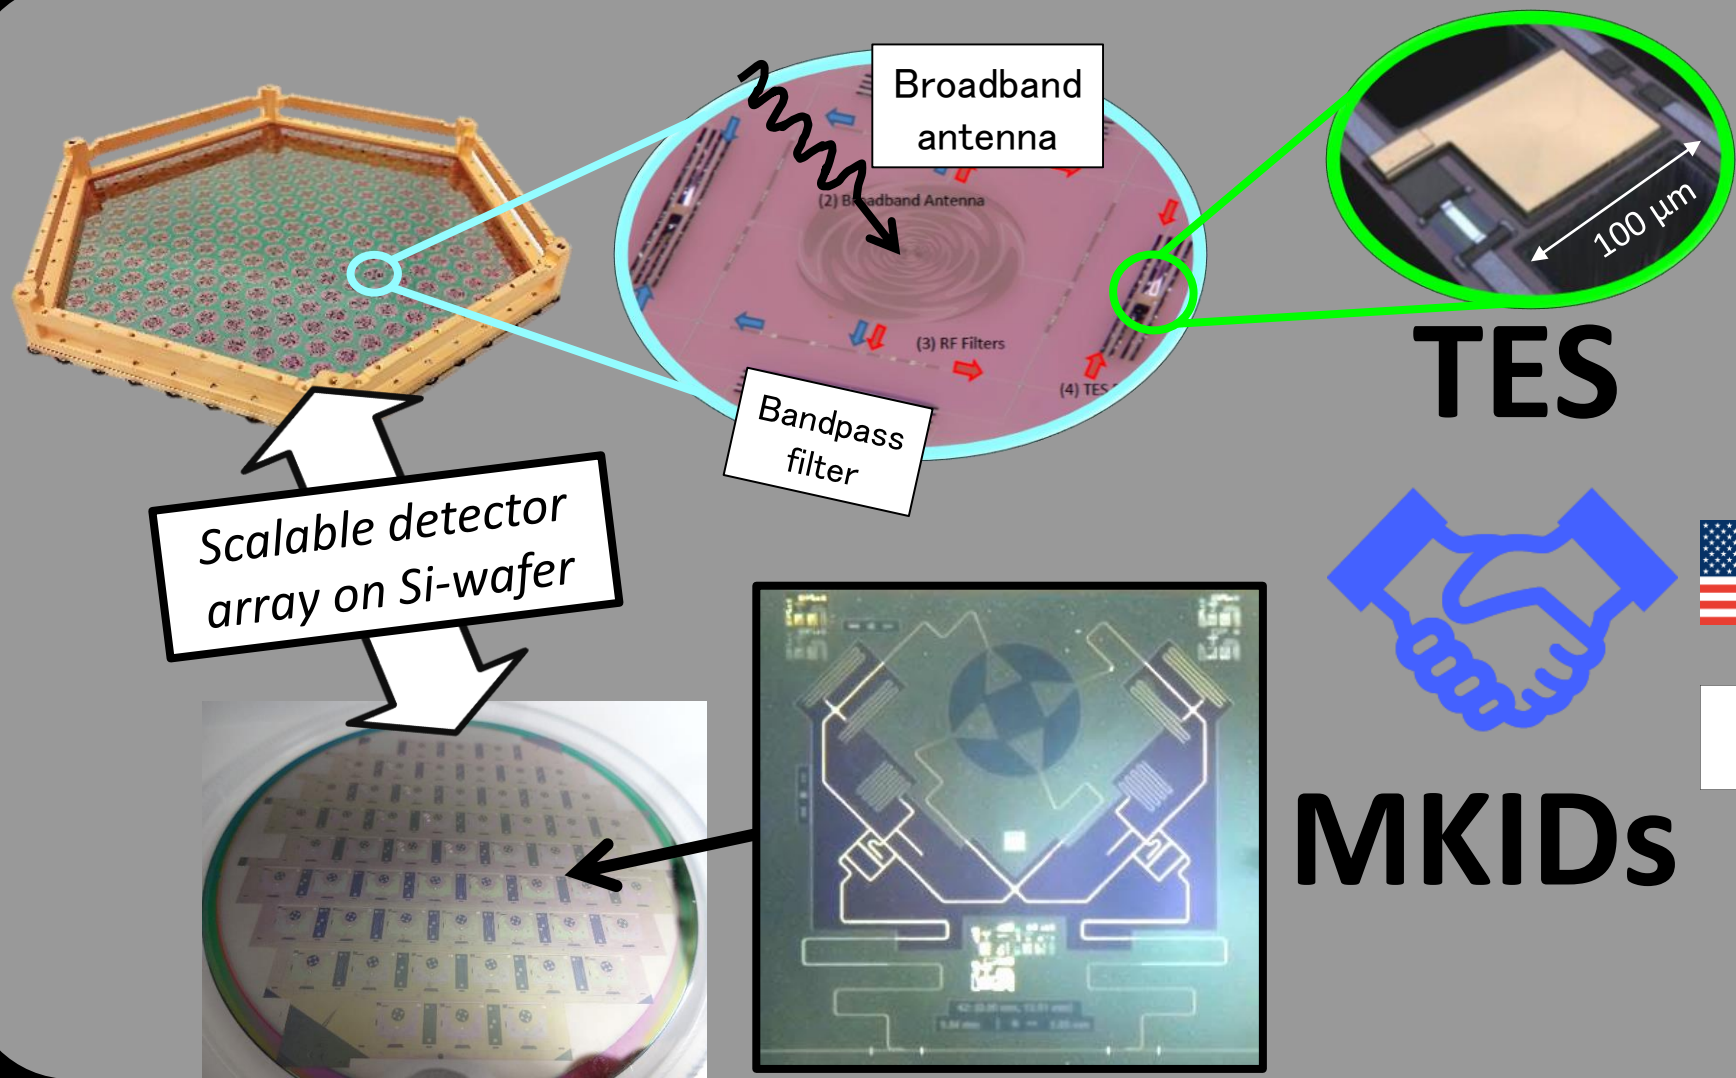 Broadband
antenna
(2) Broadband Antenna
(3) RF Filters
(4) TES
Bandpass
filter
100 µm
TES
Scalable detector
array on Si-wafer
MKIDs